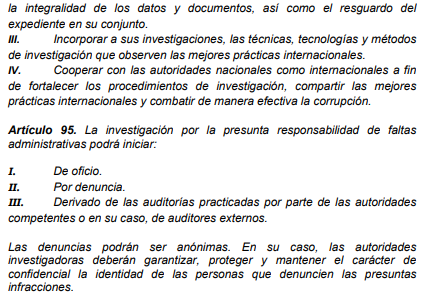 la integralidad de los datos y documentos, así como el resguardo del
expediente en su conjunto.
III. Incorporar a sus investigaciones, las técnicas, tecnologías y métodos
de investigación que observen las mejores prácticas internacionales.
IV. Cooperar con las autoridades nacionales como internacionales a fin
de fortalecer los procedimientos de investigación, compartir las mejores
prácticas internacionales y combatir de manera efectiva la corrupción.
Artículo 95. La investigación por la presunta responsabilidad de faltas
administrativas podrá iniciar:
I. De oficio.
II. Por denuncia.
III. Derivado de las auditorías practicadas por parte de las autoridades
competentes o en su caso, de auditores externos.
Las denuncias podrán ser anónimas. En su caso, las autoridades
investigadoras deberán garantizar, proteger y mantener el carácter de
confidencial la identidad de las personas que denuncien las presuntas
infracciones.